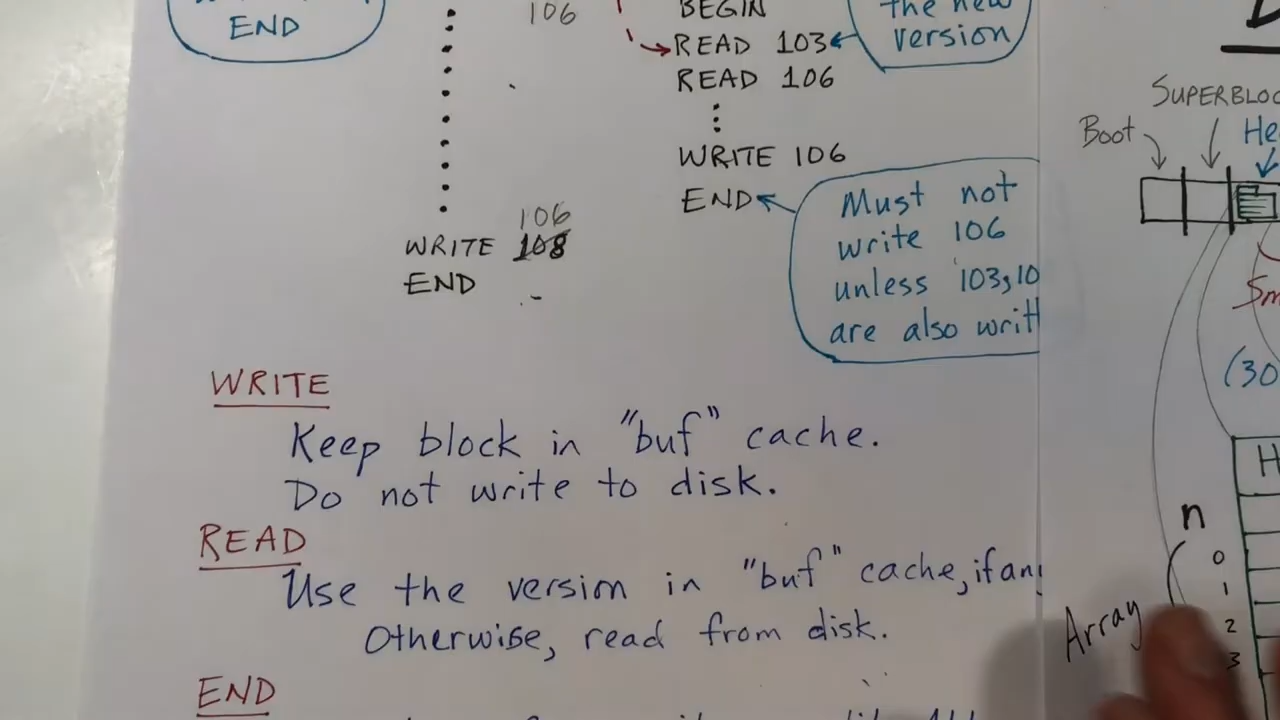 END
106
BEGIN
READ 103
READ 106
WRITE 106
END
the new
version
106
WRITE 108
END
Must not
write 106
unless 103, 10
are also writ
WRITE
Keep block in "buf" cache.
Do not write to disk.
READ
Use the version in "buf" cache, if any
Otherwise, read from disk.
END
SUPERBLOC
Boot
He
Sm
(30
H
n
0
1
2
3
Array